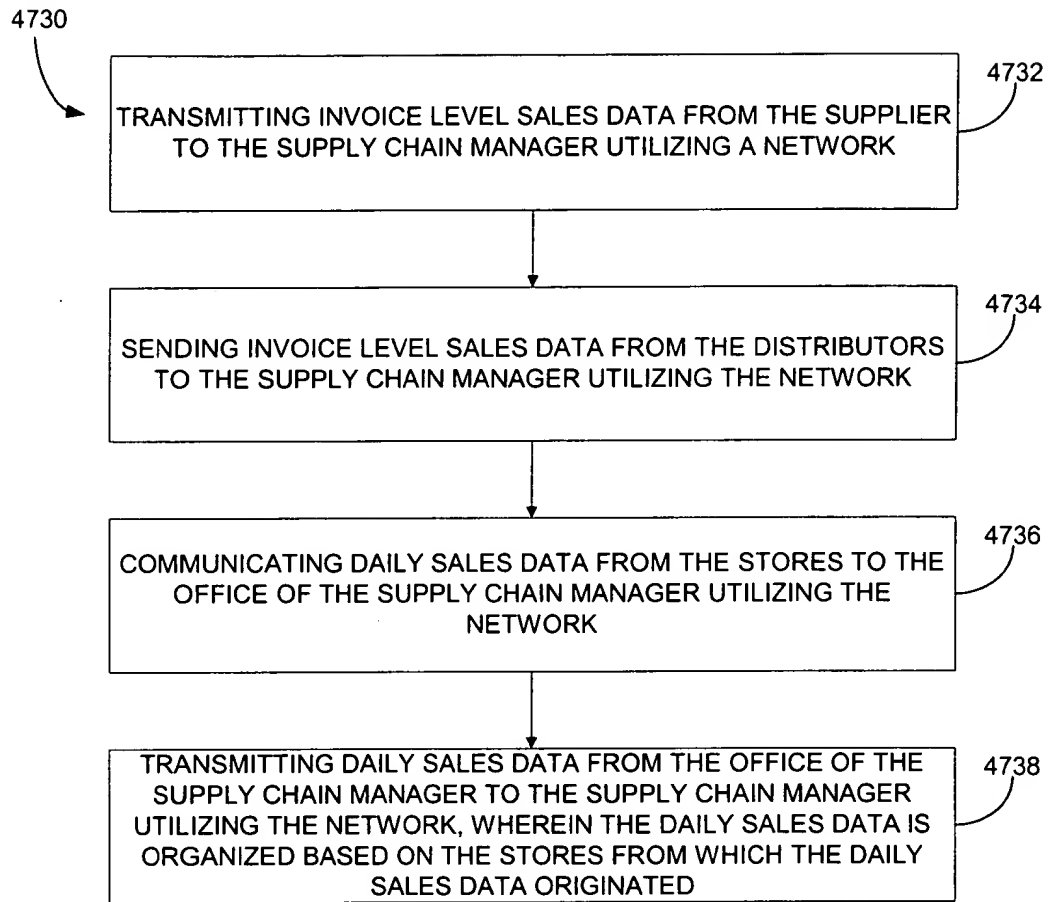 4730
4732
TRANSMITTING INVOICE LEVEL SALES DATA FROM THE SUPPLIER
TO THE SUPPLY CHAIN MANAGER UTILIZING A NETWORK
4734
SENDING INVOICE LEVEL SALES DATA FROM THE DISTRIBUTORS
TO THE SUPPLY CHAIN MANAGER UTILIZING THE NETWORK
4736
COMMUNICATING DAILY SALES DATA FROM THE STORES TO THE
OFFICE OF THE SUPPLY CHAIN MANAGER UTILIZING THE
NETWORK
4738
TRANSMITTING DAILY SALES DATA FROM THE OFFICE OF THE
SUPPLY CHAIN MANAGER TO THE SUPPLY CHAIN MANAGER
UTILIZING THE NETWORK, WHEREIN THE DAILY SALES DATA IS
ORGANIZED BASED ON THE STORES FROM WHICH THE DAILY
SALES DATA ORIGINATED